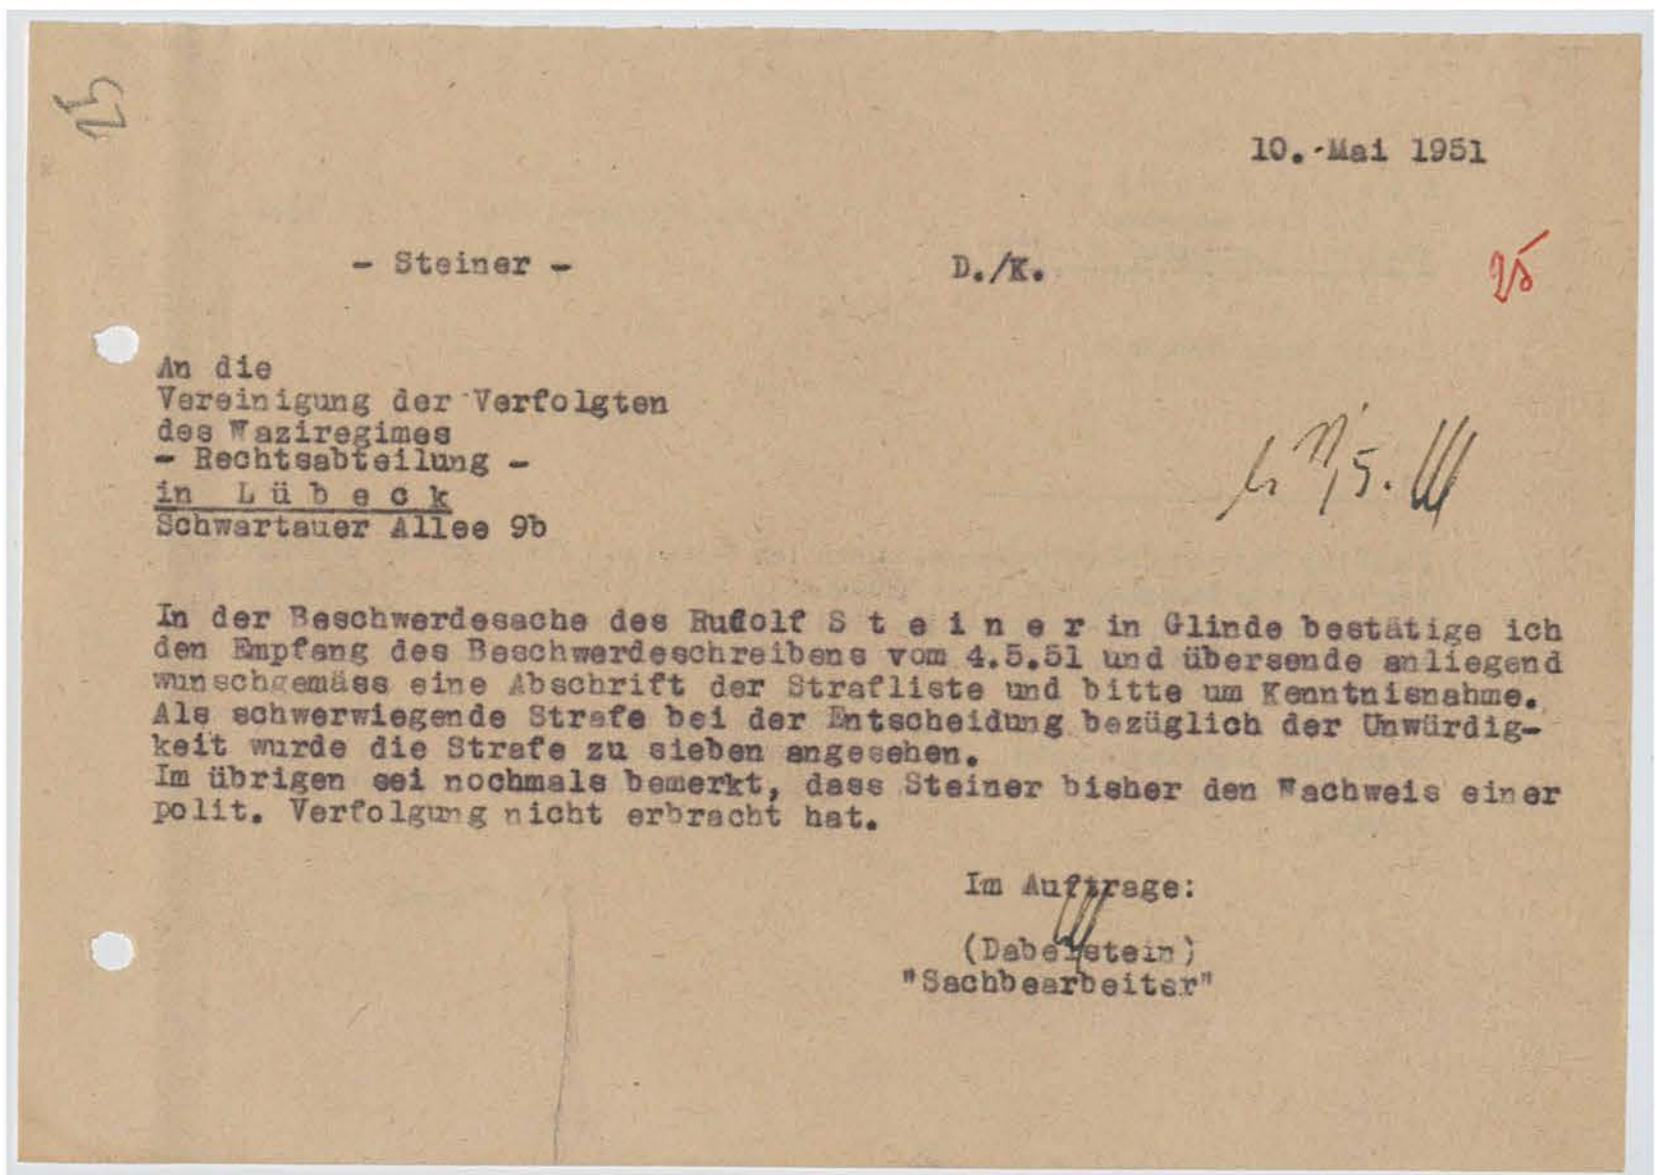 25
10. Mai 1951
- Steiner - D./K.
25
An die
Vereinigung der Verfolgten
des Naziregimes
- Rechtsabteilung -
in Lübeck
Schwartauer Allee 9b
In der Beschwerdesache des Rudolf Steiner in Glinde bestätige ich
den Empfang des Beschwerdeschreibens vom 4.5.51 und übersende anliegend
wunschgemäss eine Abschrift der Strafliste und bitte um Kenntnisnahme.
Als schwerwiegende Strafe bei der Entscheidung bezüglich der Unwürdig-
keit wurde die Strafe zu sieben angesehen.
Im übrigen sei nochmals bemerkt, dass Steiner bisher den Nachweis einer
polit. Verfolgung nicht erbracht hat.
Im Auftrage:
(Daberstein)
"Sachbearbeiter"